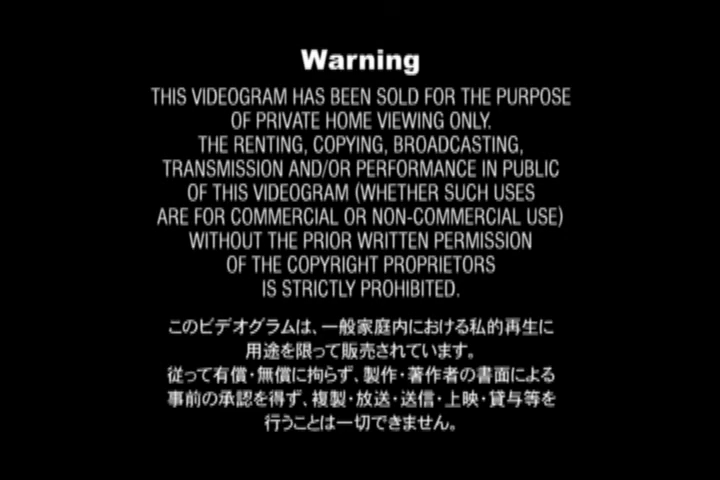 Warning
THIS VIDEOGRAM HAS BEEN SOLD FOR THE PURPOSE
OF PRIVATE HOME VIEWING ONLY.
THE RENTING, COPYING, BROADCASTING,
TRANSMISSION AND/OR PERFORMANCE IN PUBLIC
OF THIS VIDEOGRAM (WHETHER SUCH USES
ARE FOR COMMERCIAL OR NON-COMMERCIAL USE)
WITHOUT THE PRIOR WRITTEN PERMISSION
OF THE COPYRIGHT PROPRIETORS
IS STRICTLY PROHIBITED.
このビデオグラムは、一般家庭内における私的再生に
用途を限って販売されています。
従って有償・無償に拘らず、製作・著作者の書面による
事前の承認を得ず、複製・放送・送信・上映・貸与等を
行うことは一切できません。